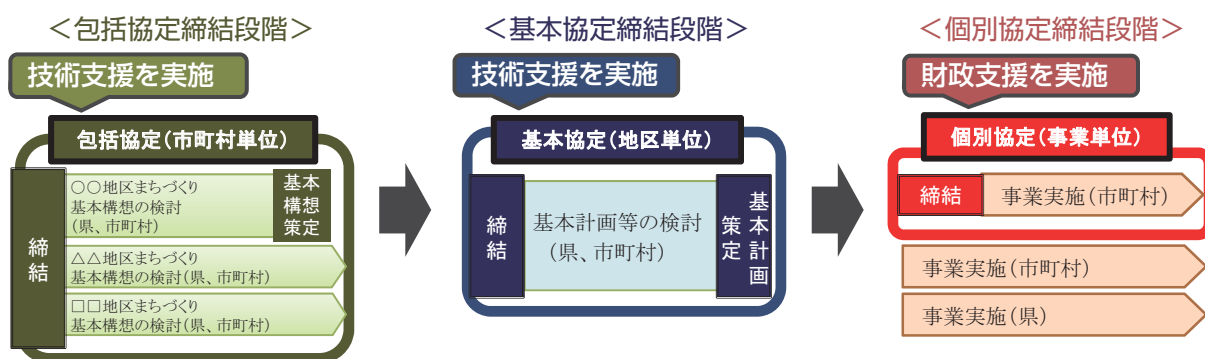 <包括協定締結段階>
技術支援を実施
包括協定(市町村単位)
締結
○○地区まちづくり
基本構想の検討
(県、市町村)
基本
構想
策定
△△地区まちづくり
基本構想の検討(県、市町村)
□□地区まちづくり
基本構想の検討(県、市町村)
<基本協定締結段階>
技術支援を実施
基本協定(地区単位)
締結
基本計画等の検討
(県、市町村)
基本計画
策定
<個別協定締結段階>
財政支援を実施
個別協定(事業単位)
締結
事業実施(市町村)
事業実施(市町村)
事業実施(県)